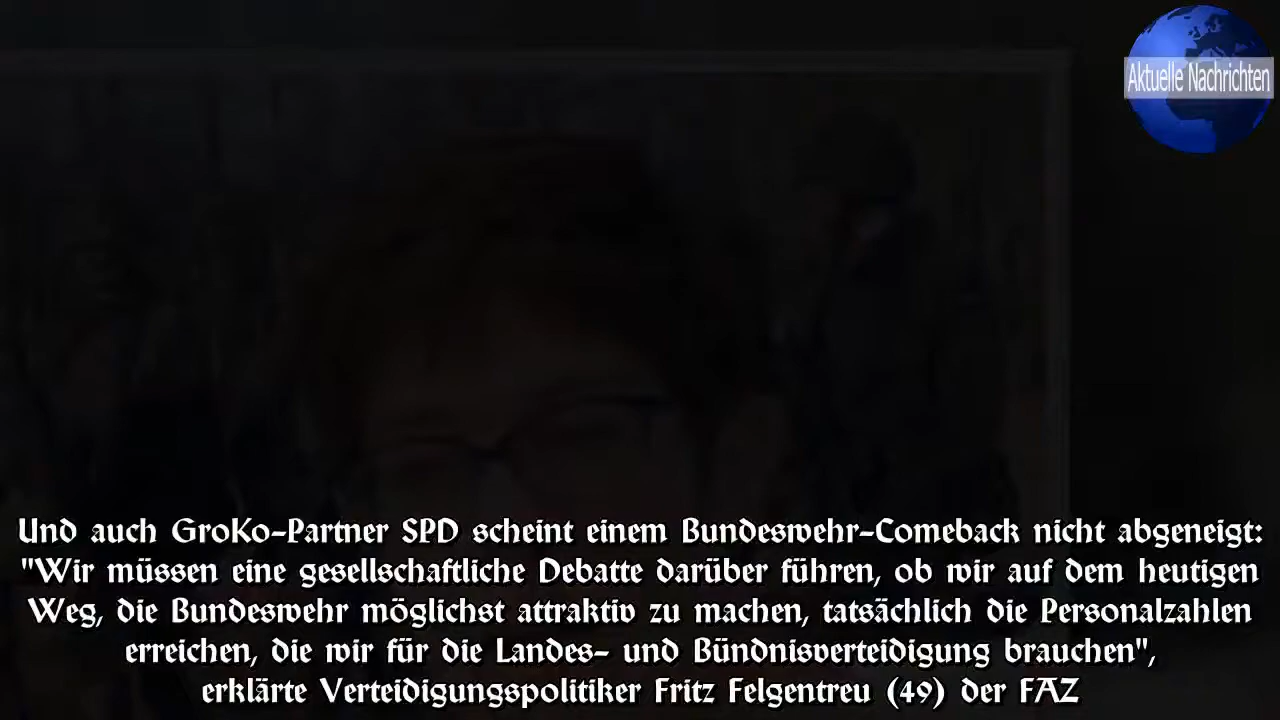 Aktuelle Nachrichten
Und auch GroKo-Partner SPD scheint einem Bundeswehr-Comeback nicht abgeneigt:
"Wir müssen eine gesellschaftliche Debatte darüber führen, ob wir auf dem heutigen
Weg, die Bundeswehr möglichst attraktiv zu machen, tatsächlich die Personalzahlen
erreichen, die wir für die Landes- und Bündnisverteidigung brauchen",
erklärte Verteidigungspolitiker Fritz Felgentreu (49) der FAZ